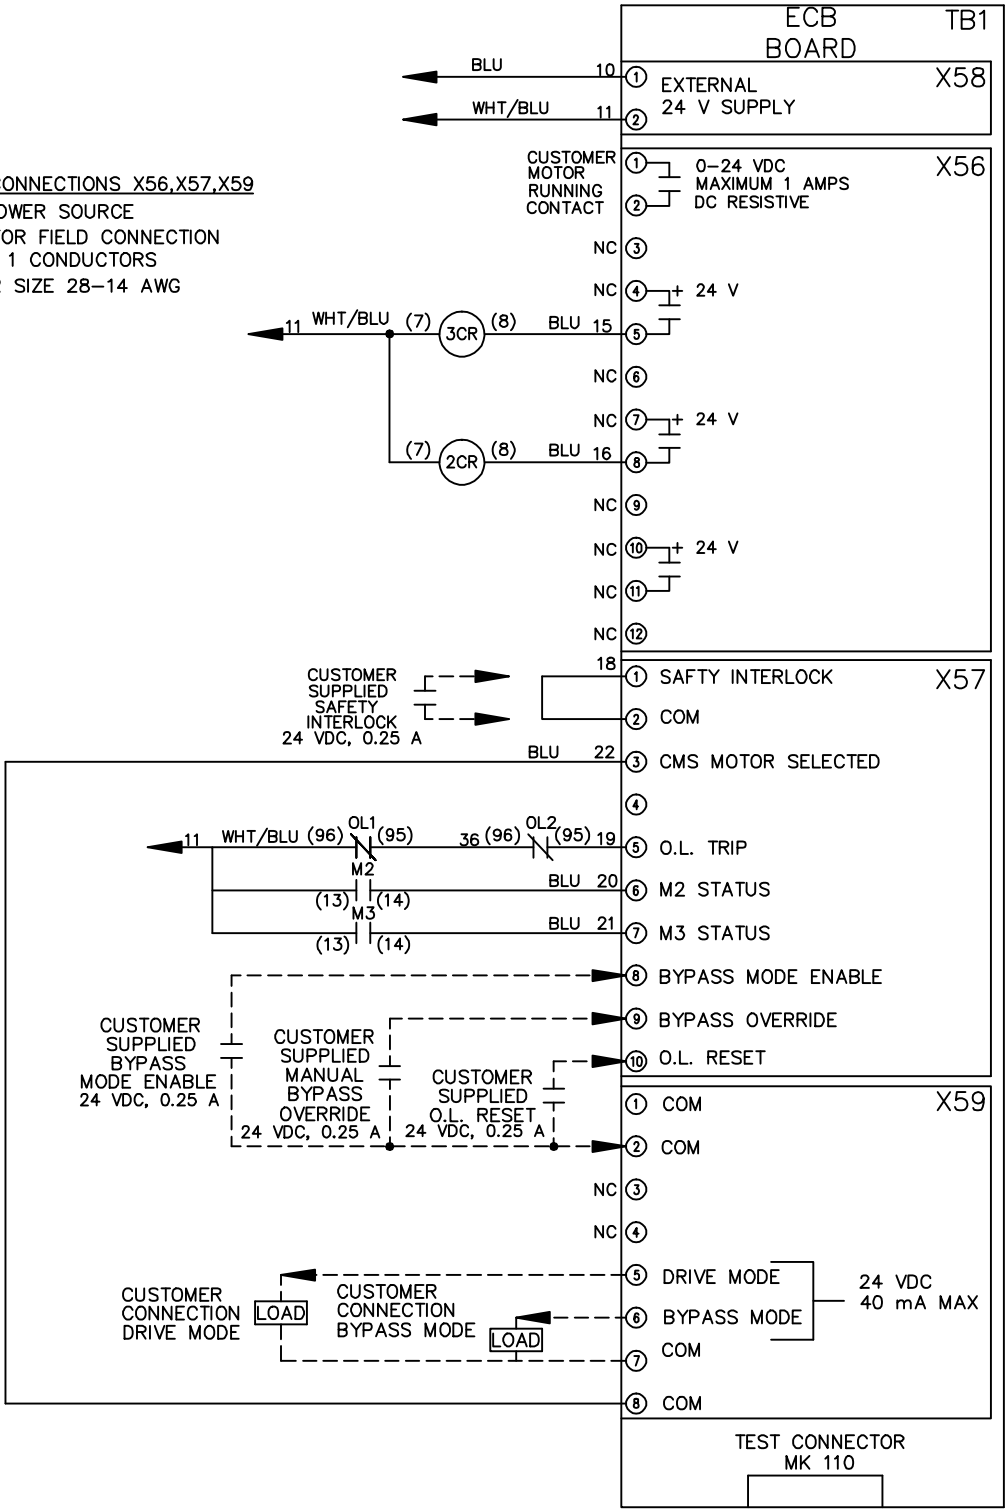 ECB
BOARD
TB1
BLU 10 ① EXTERNAL
24 V SUPPLY
X58
WHT/BLU 11 ②
CONNECTIONS X56,X57,X59
OWER SOURCE
FOR FIELD CONNECTION
1 CONDUCTORS
SIZE 28-14 AWG
CUSTOMER
MOTOR
RUNNING
CONTACT
① 0-24 VDC
MAXIMUM 1 AMPS
② DC RESISTIVE
X56
NC ③
NC ④ + 24 V
11 WHT/BLU (7) 3CR (8) BLU 15 ⑤
NC ⑥
NC ⑦ + 24 V
(7) 2CR (8) BLU 16 ⑧
NC ⑨
NC ⑩ + 24 V
NC ⑪
NC ⑫
CUSTOMER
SUPPLIED
SAFETY
INTERLOCK
24 VDC, 0.25 A
18 ① SAFTY INTERLOCK
X57
② COM
BLU 22 ③ CMS MOTOR SELECTED
④
11 WHT/BLU (96) OL1 (95) 36 (96) OL2 (95) 19 ⑤ O.L. TRIP
M2
(13) (14) BLU 20 ⑥ M2 STATUS
M3
(13) (14) BLU 21 ⑦ M3 STATUS
⑧ BYPASS MODE ENABLE
⑨ BYPASS OVERRIDE
⑩ O.L. RESET
CUSTOMER
SUPPLIED
BYPASS
MODE ENABLE
24 VDC, 0.25 A
CUSTOMER
SUPPLIED
MANUAL
BYPASS
OVERRIDE
24 VDC, 0.25 A
CUSTOMER
SUPPLIED
O.L. RESET
24 VDC, 0.25 A
① COM
X59
② COM
NC ③
NC ④
⑤ DRIVE MODE
⑥ BYPASS MODE
24 VDC
40 mA MAX
COM
⑦
⑧ COM
CUSTOMER
CONNECTION
DRIVE MODE
LOAD
CUSTOMER
CONNECTION
BYPASS MODE
LOAD
TEST CONNECTOR
MK 110